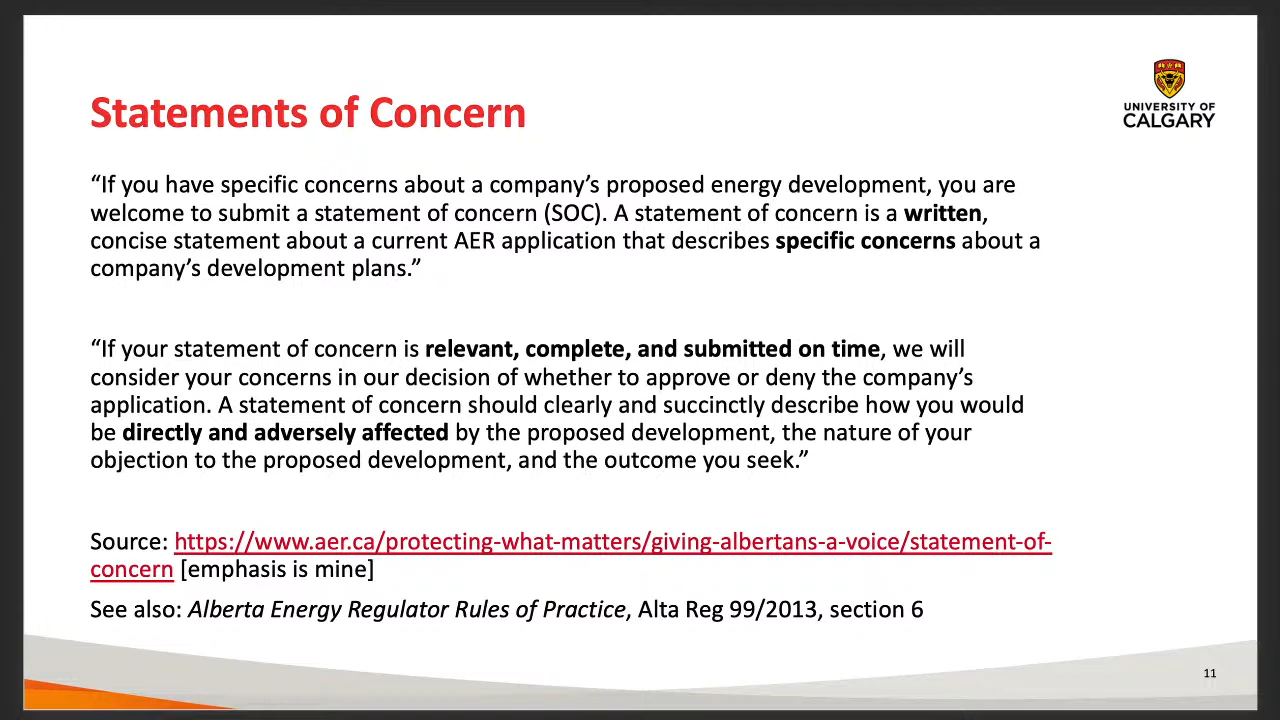 UNIVERSITY OF
CALGARY
Statements of Concern
“If you have specific concerns about a company’s proposed energy development, you are
welcome to submit a statement of concern (SOC). A statement of concern is a written,
concise statement about a current AER application that describes specific concerns about a
company’s development plans.”
“If your statement of concern is relevant, complete, and submitted on time, we will
consider your concerns in our decision of whether to approve or deny the company’s
application. A statement of concern should clearly and succinctly describe how you would
be directly and adversely affected by the proposed development, the nature of your
objection to the proposed development, and the outcome you seek.”
Source: https://www.aer.ca/protecting-what-matters/giving-albertans-a-voice/statement-of-
concern [emphasis is mine]
See also: Alberta Energy Regulator Rules of Practice, Alta Reg 99/2013, section 6
11